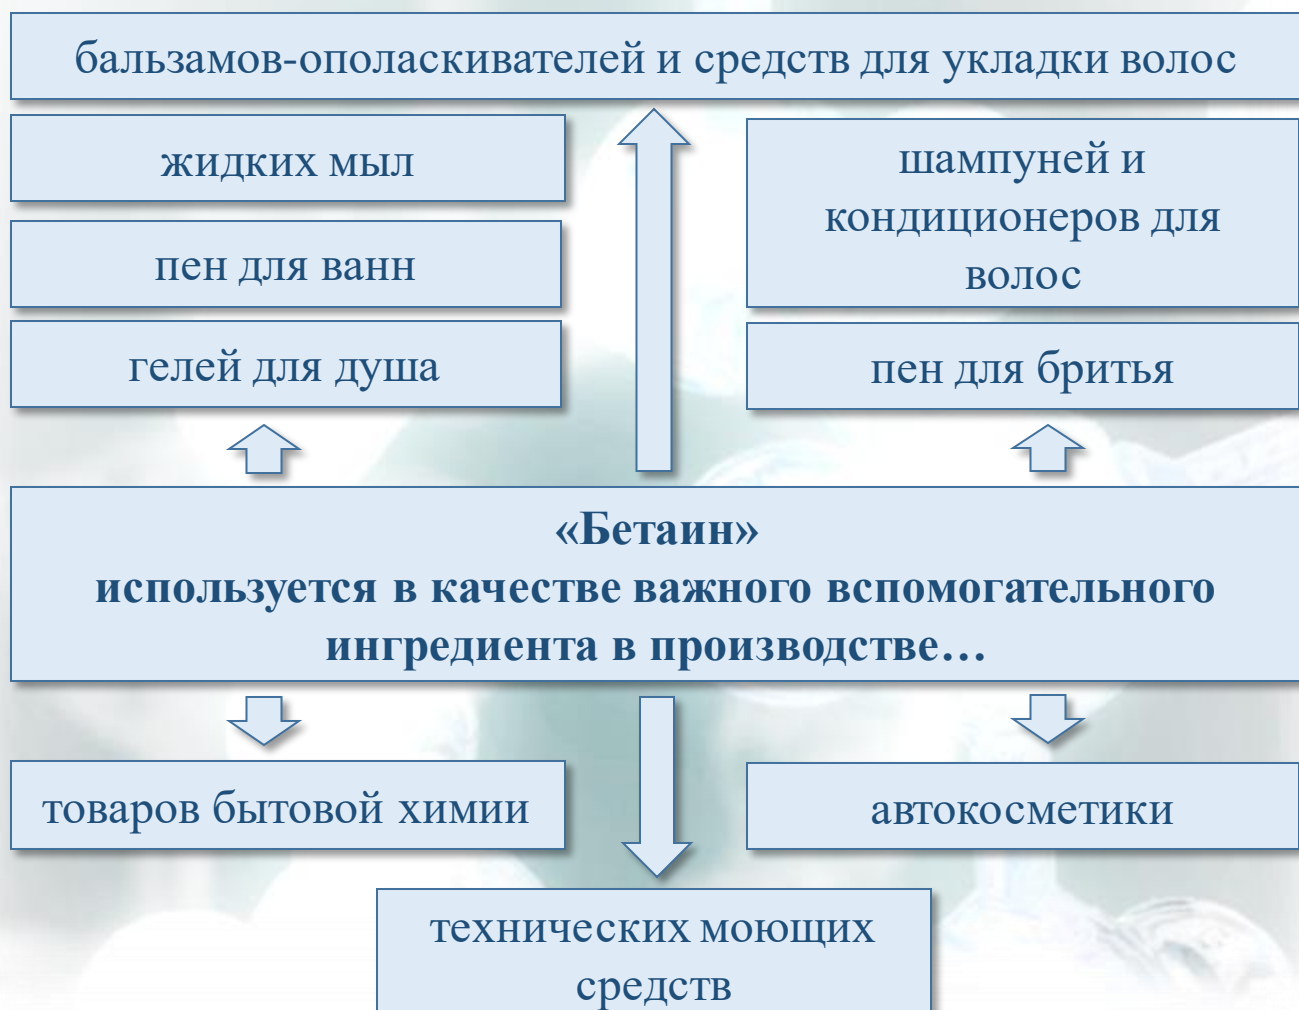 бальзамов-ополаскивателей и средств для укладки волос
жидких мыл
пен для ванн
гелей для душа
шампуней и
кондиционеров для
волос
пен для бритья
«Бетаин»
используется в качестве важного вспомогательного
ингредиента в производстве…
товаров бытовой химии
автокосметики
технических моющих
средств